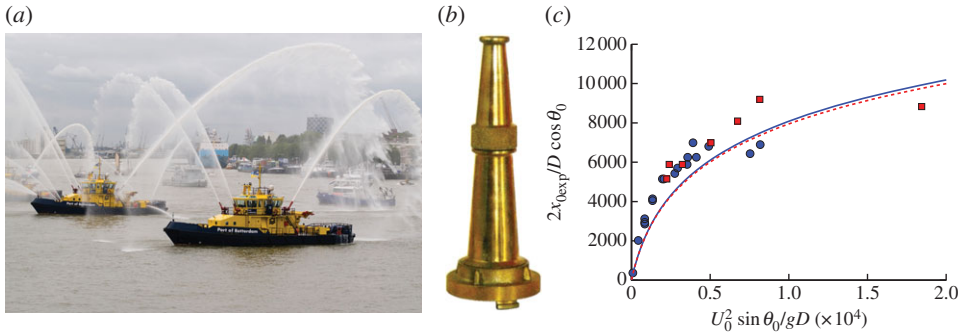 (a)
(b)
(c)
Port of Rotterdam
12 000
10 000
8000
6000
4000
2000
0
2x0exp/D cos θ0
0
0.5
1.0
1.5
2.0
U0² sin θ0/gD (×10⁴)